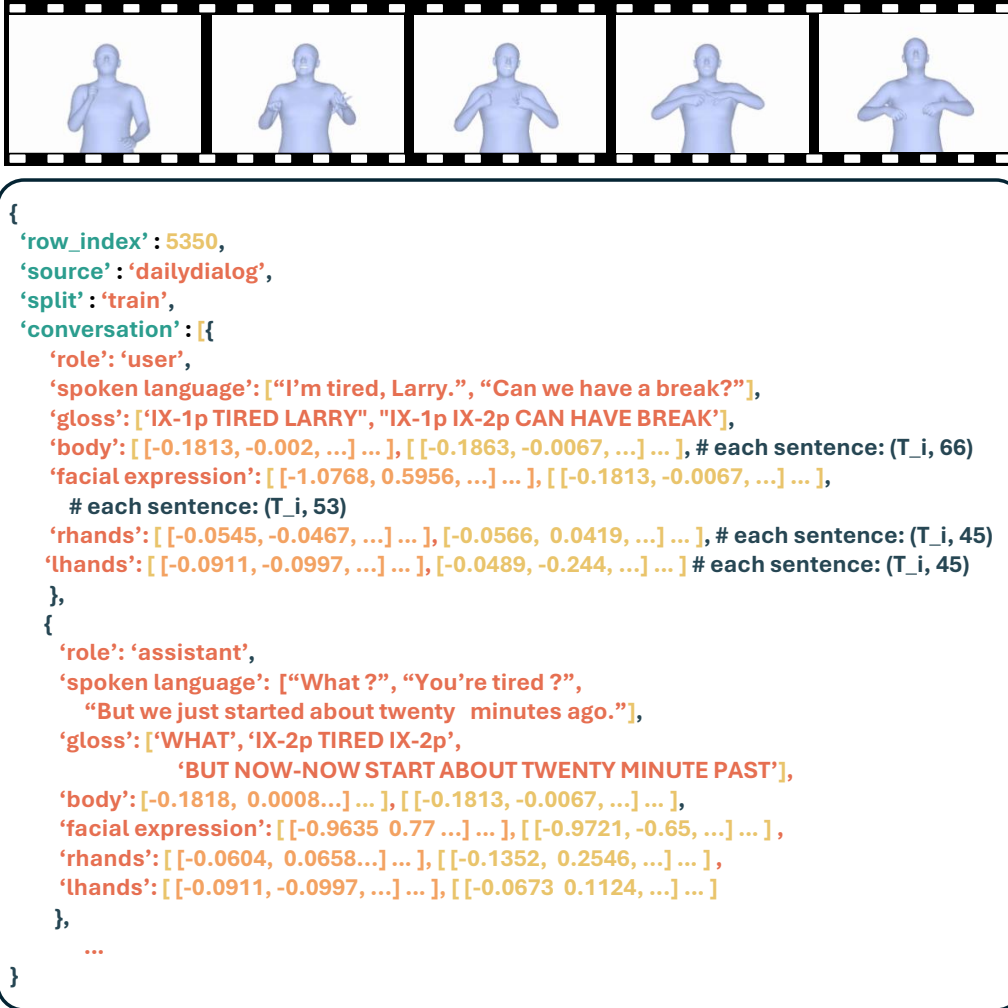 {
‘row_index’ : 5350,
‘source’ : ‘dailydialog’,
‘split’ : ‘train’,
‘conversation’ : [{
‘role’: ‘user’,
‘spoken language’: [“I’m tired, Larry.”, “Can we have a break?”],
‘gloss’: [‘IX-1p TIRED LARRY", "IX-1p IX-2p CAN HAVE BREAK’],
‘body’: [ [-0.1813, -0.002, ...] ... ], [ [-0.1863, -0.0067, ...] ... ], # each sentence: (T_i, 66)
‘facial expression’: [ [-1.0768, 0.5956, ...] ... ], [ [-0.1813, -0.0067, ...] ... ],
# each sentence: (T_i, 53)
‘rhands’: [ [-0.0545, -0.0467, ...] ... ], [-0.0566, 0.0419, ...] ... ], # each sentence: (T_i, 45)
‘lhands’: [ [-0.0911, -0.0997, ...] ... ], [-0.0489, -0.244, ...] ... ] # each sentence: (T_i, 45)
},
{
‘role’: ‘assistant’,
‘spoken language’: [“What ?”, “You’re tired ?”,
“But we just started about twenty minutes ago.”],
‘gloss’: [‘WHAT’, ‘IX-2p TIRED IX-2p’,
‘BUT NOW-NOW START ABOUT TWENTY MINUTE PAST’],
‘body’: [-0.1818, 0.0008...] ... ], [ [-0.1813, -0.0067, ...] ... ],
‘facial expression’: [ [-0.9635 0.77 ...] ... ], [ [-0.9721, -0.65, ...] ... ] ,
‘rhands’: [ [-0.0604, 0.0658...] ... ], [ [-0.1352, 0.2546, ...] ... ] ,
‘lhands’: [ [-0.0911, -0.0997, ...] ... ], [ [-0.0673 0.1124, ...] ... ]
},
...
}